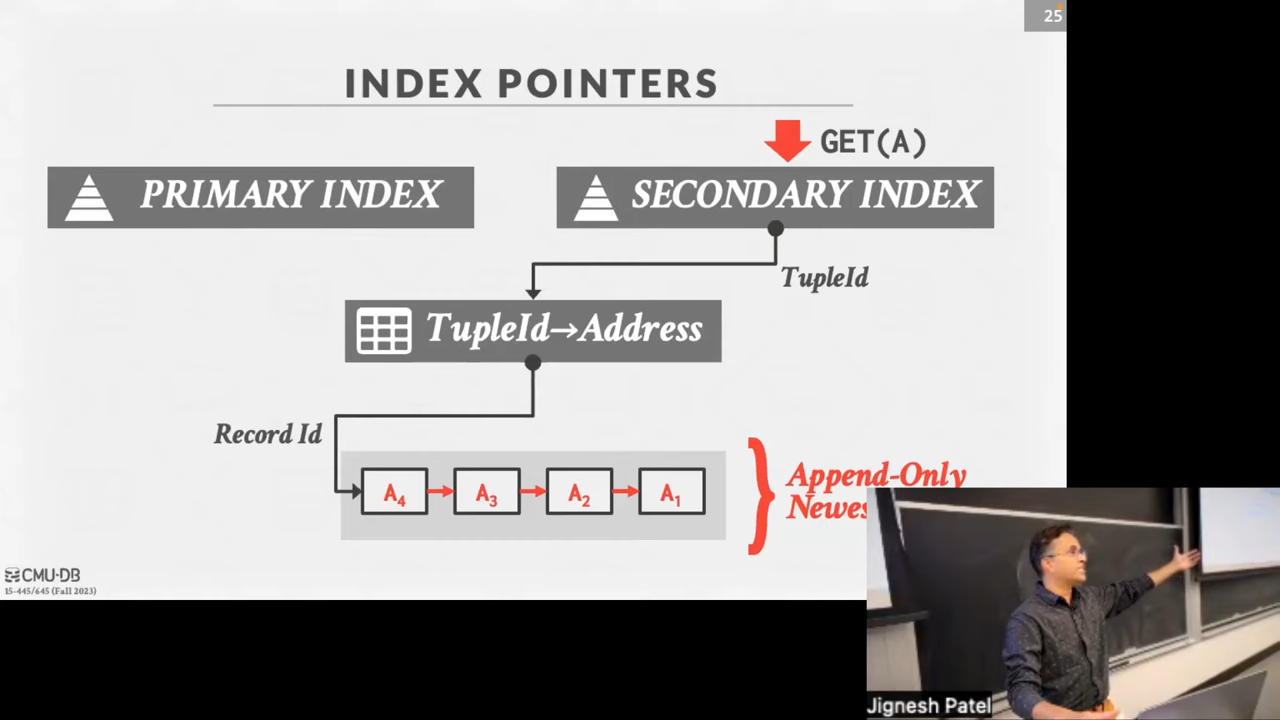 25
INDEX POINTERS
GET(A)
PRIMARY INDEX
SECONDARY INDEX
TupleId
TupleId→Address
Record Id
A4
A3
A2
A1
Append-Only
CMU·DB
15-445/645 (Fall 2023)
Jignesh Patel